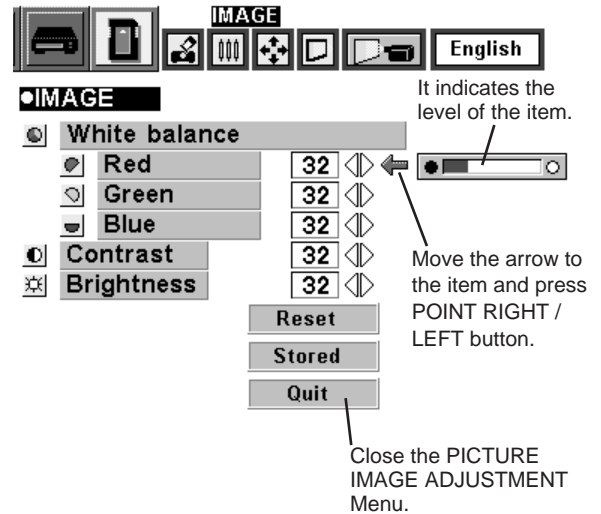 IMAGE
English
●IMAGE
It indicates the
level of the item.
White balance
Red 32
Green 32
Blue 32
Contrast 32
Brightness 32
Move the arrow to
the item and press
POINT RIGHT /
LEFT button.
Reset
Stored
Quit
Close the PICTURE
IMAGE ADJUSTMENT
Menu.